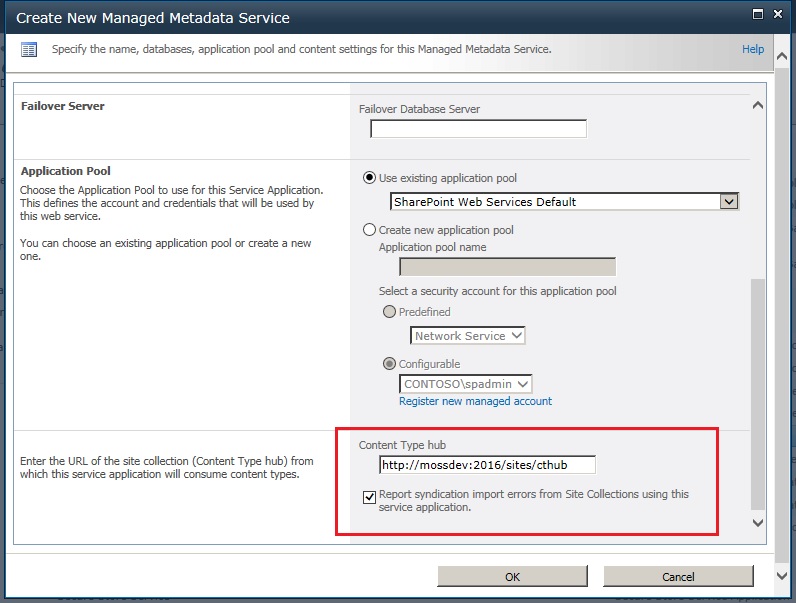 Create New Managed Metadata Service
Specify the name, databases, application pool and content settings for this Managed Metadata Service.
Help
Failover Server
Failover Database Server
Application Pool
Choose the Application Pool to use for this Service Application.
This defines the account and credentials that will be used by
this web service.
You can choose an existing application pool or create a new
one.
Use existing application pool
SharePoint Web Services Default
Create new application pool
Application pool name
Select a security account for this application pool
Predefined
Network Service
Configurable
CONTOSO\spadmin
Register new managed account
Enter the URL of the site collection (Content Type hub) from
which this service application will consume content types.
Content Type hub
http://mossdev:2016/sites/cthub
Report syndication import errors from Site Collections using this
service application.
OK
Cancel